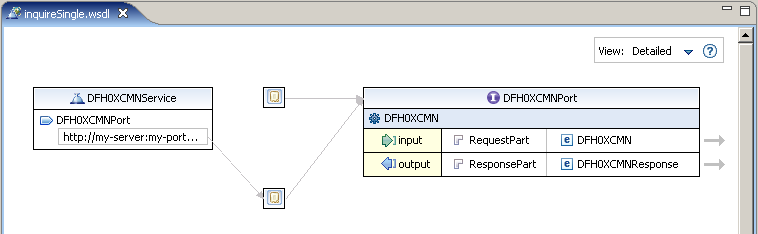 inquireSingle.wsdl
View: Detailed
DFH0XCMNService
DFH0XCMNPort
http://my-server:my-port...
DFH0XCMNPort
DFH0XCMN
input RequestPart DFH0XCMN
output ResponsePart DFH0XCMNResponse